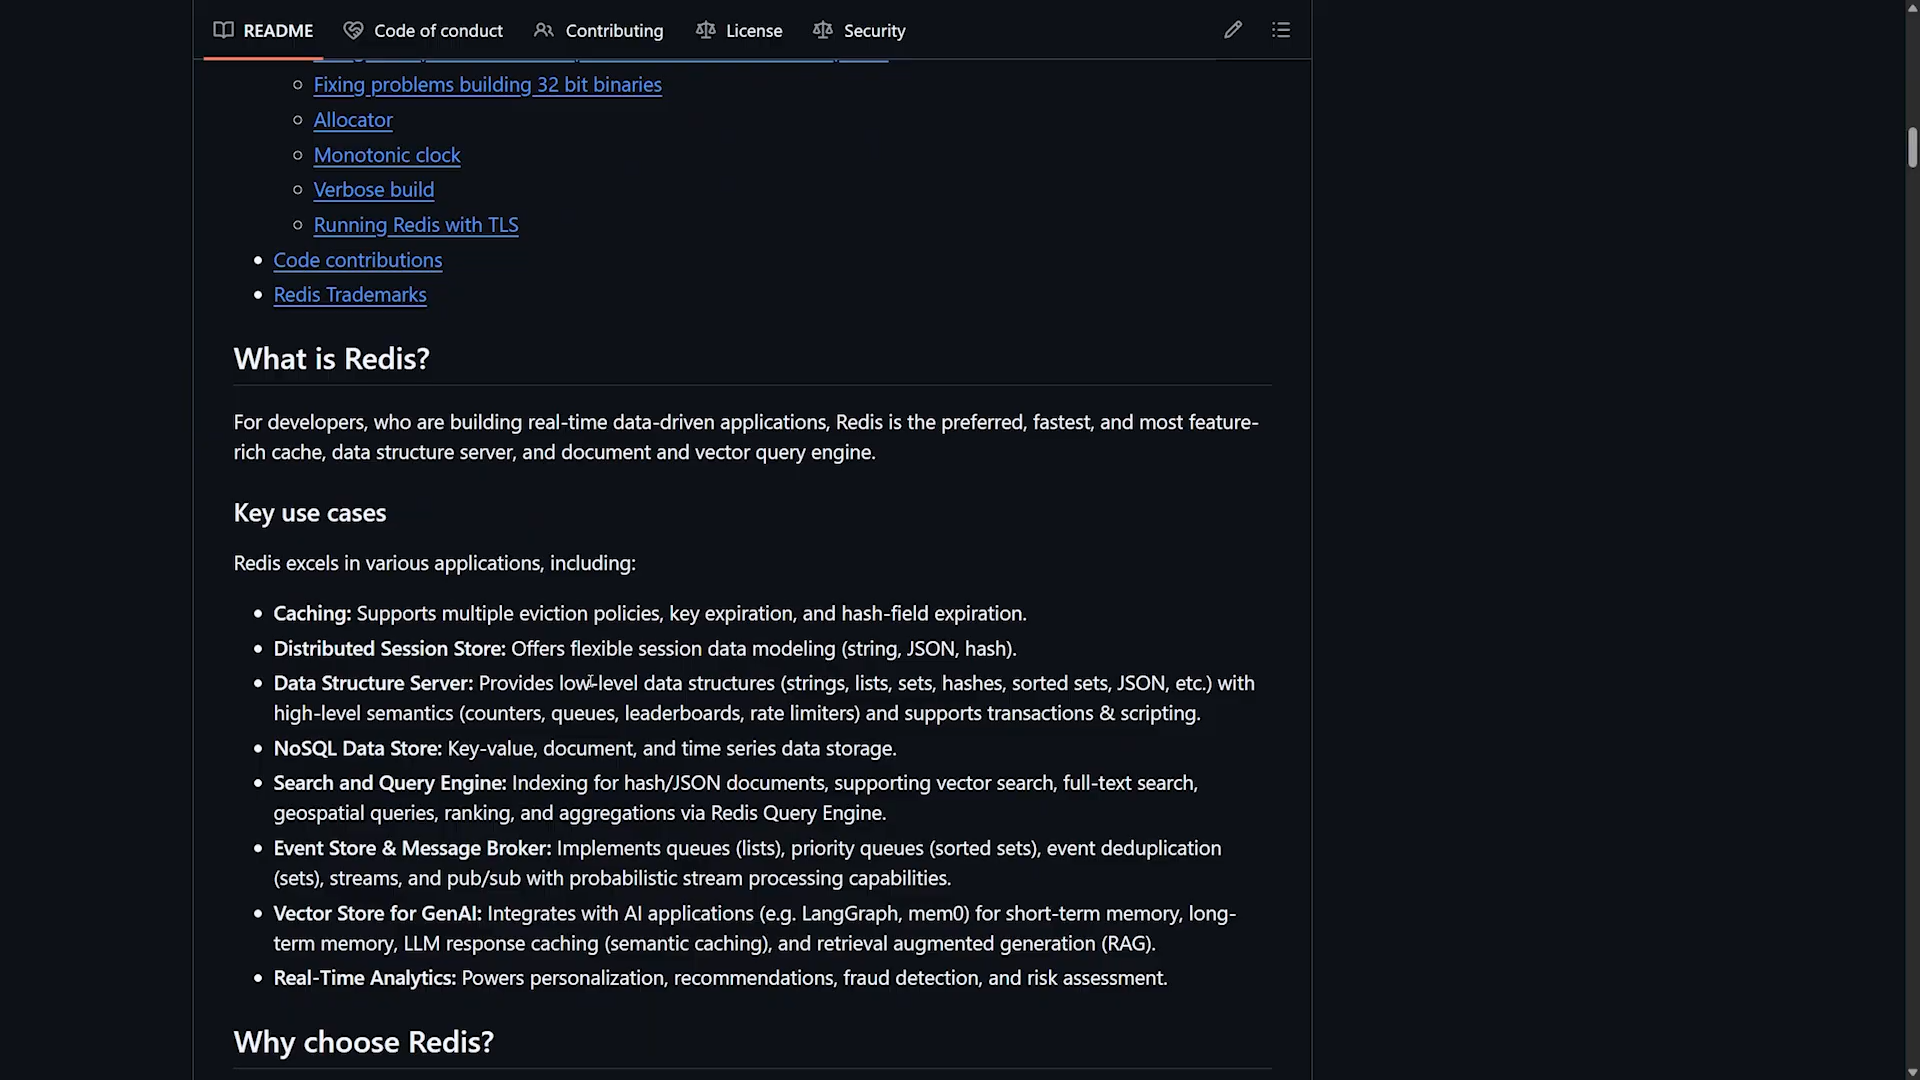 README
Code of conduct
Contributing
License
Security
Fixing problems building 32 bit binaries
Allocator
Monotonic clock
Verbose build
Running Redis with TLS
Code contributions
Redis Trademarks
What is Redis?
For developers, who are building real-time data-driven applications, Redis is the preferred, fastest, and most feature-
rich cache, data structure server, and document and vector query engine.
Key use cases
Redis excels in various applications, including:
Caching: Supports multiple eviction policies, key expiration, and hash-field expiration.
Distributed Session Store: Offers flexible session data modeling (string, JSON, hash).
Data Structure Server: Provides low-level data structures (strings, lists, sets, hashes, sorted sets, JSON, etc.) with
high-level semantics (counters, queues, leaderboards, rate limiters) and supports transactions & scripting.
NoSQL Data Store: Key-value, document, and time series data storage.
Search and Query Engine: Indexing for hash/JSON documents, supporting vector search, full-text search,
geospatial queries, ranking, and aggregations via Redis Query Engine.
Event Store & Message Broker: Implements queues (lists), priority queues (sorted sets), event deduplication
(sets), streams, and pub/sub with probabilistic stream processing capabilities.
Vector Store for GenAI: Integrates with AI applications (e.g. LangGraph, mem0) for short-term memory, long-
term memory, LLM response caching (semantic caching), and retrieval augmented generation (RAG).
Real-Time Analytics: Powers personalization, recommendations, fraud detection, and risk assessment.
Why choose Redis?